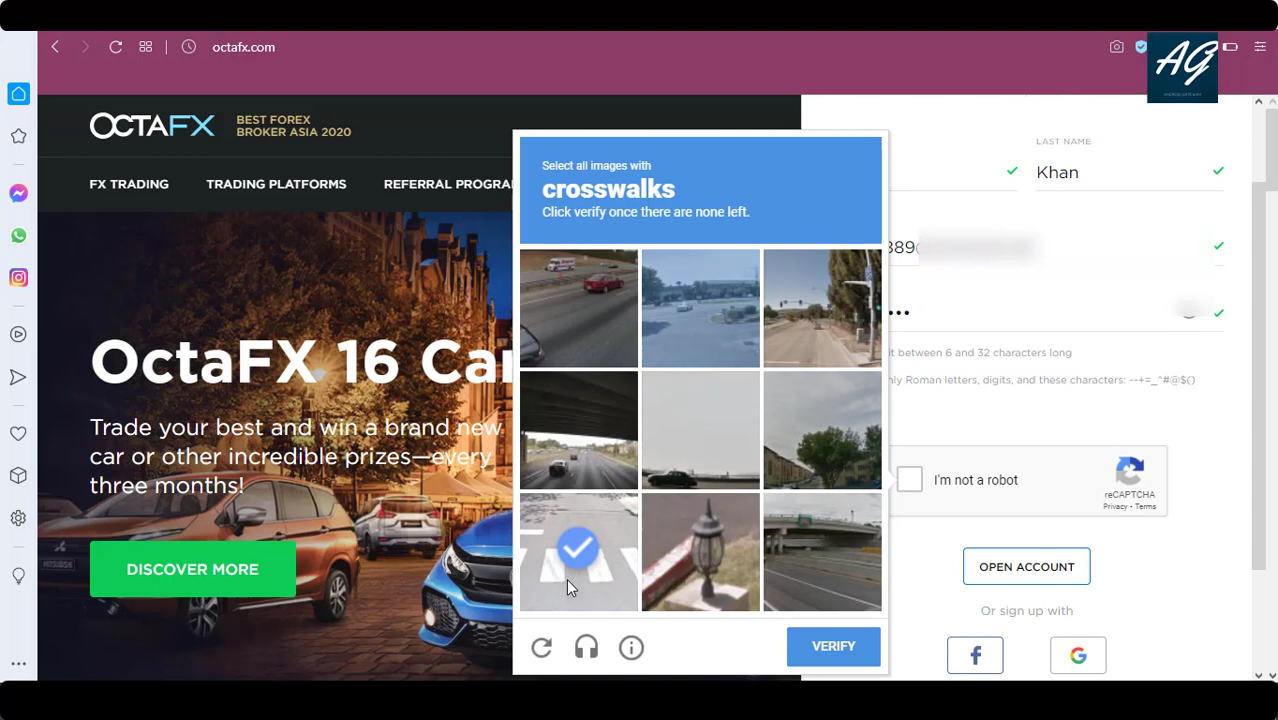 octafx.com
AG
OCTAFX
BEST FOREX
BROKER ASIA 2020
FX TRADING
TRADING PLATFORMS
REFERRAL PROGRA
OctaFX 16 Car
Trade your best and win a brand new
car or other incredible prizes—every
three months!
DISCOVER MORE
Select all images with
crosswalks
Click verify once there are none left.
VERIFY
LAST NAME
Khan
389
it between 6 and 32 characters long
nly Roman letters, digits, and these characters: --+=_^#@$()
I'm not a robot
reCAPTCHA
Privacy - Terms
OPEN ACCOUNT
Or sign up with
f
G